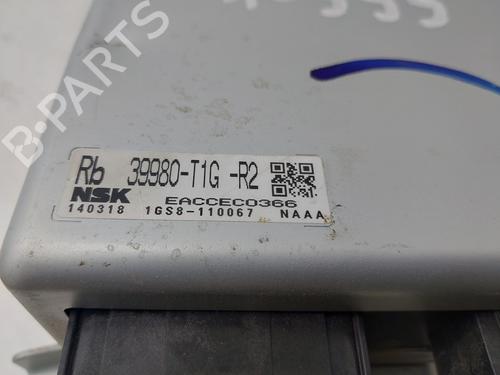 B-PARTS
Rb 39980-T1G -R2
NSK EACCEC0366
140318 1GS8-110067 NAAA